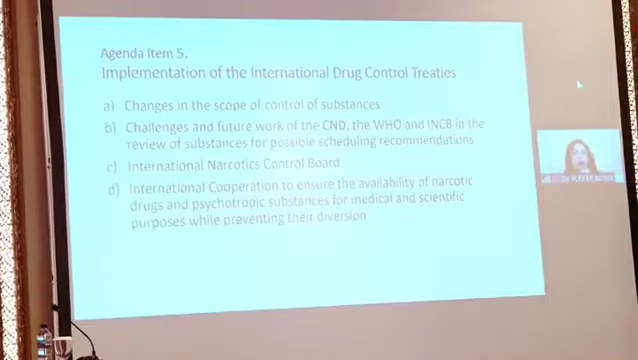 Agenda Item 5.
Implementation of the International Drug Control Treaties
a) Changes in the scope of control of substances
b) Challenges and future work of the CND, the WHO and INCB in the
review of substances for possible scheduling recommendations
c) International Narcotics Control Board
d) International Cooperation to ensure the availability of narcotic
drugs and psychotropic substances for medical and scientific
purposes while preventing their diversion